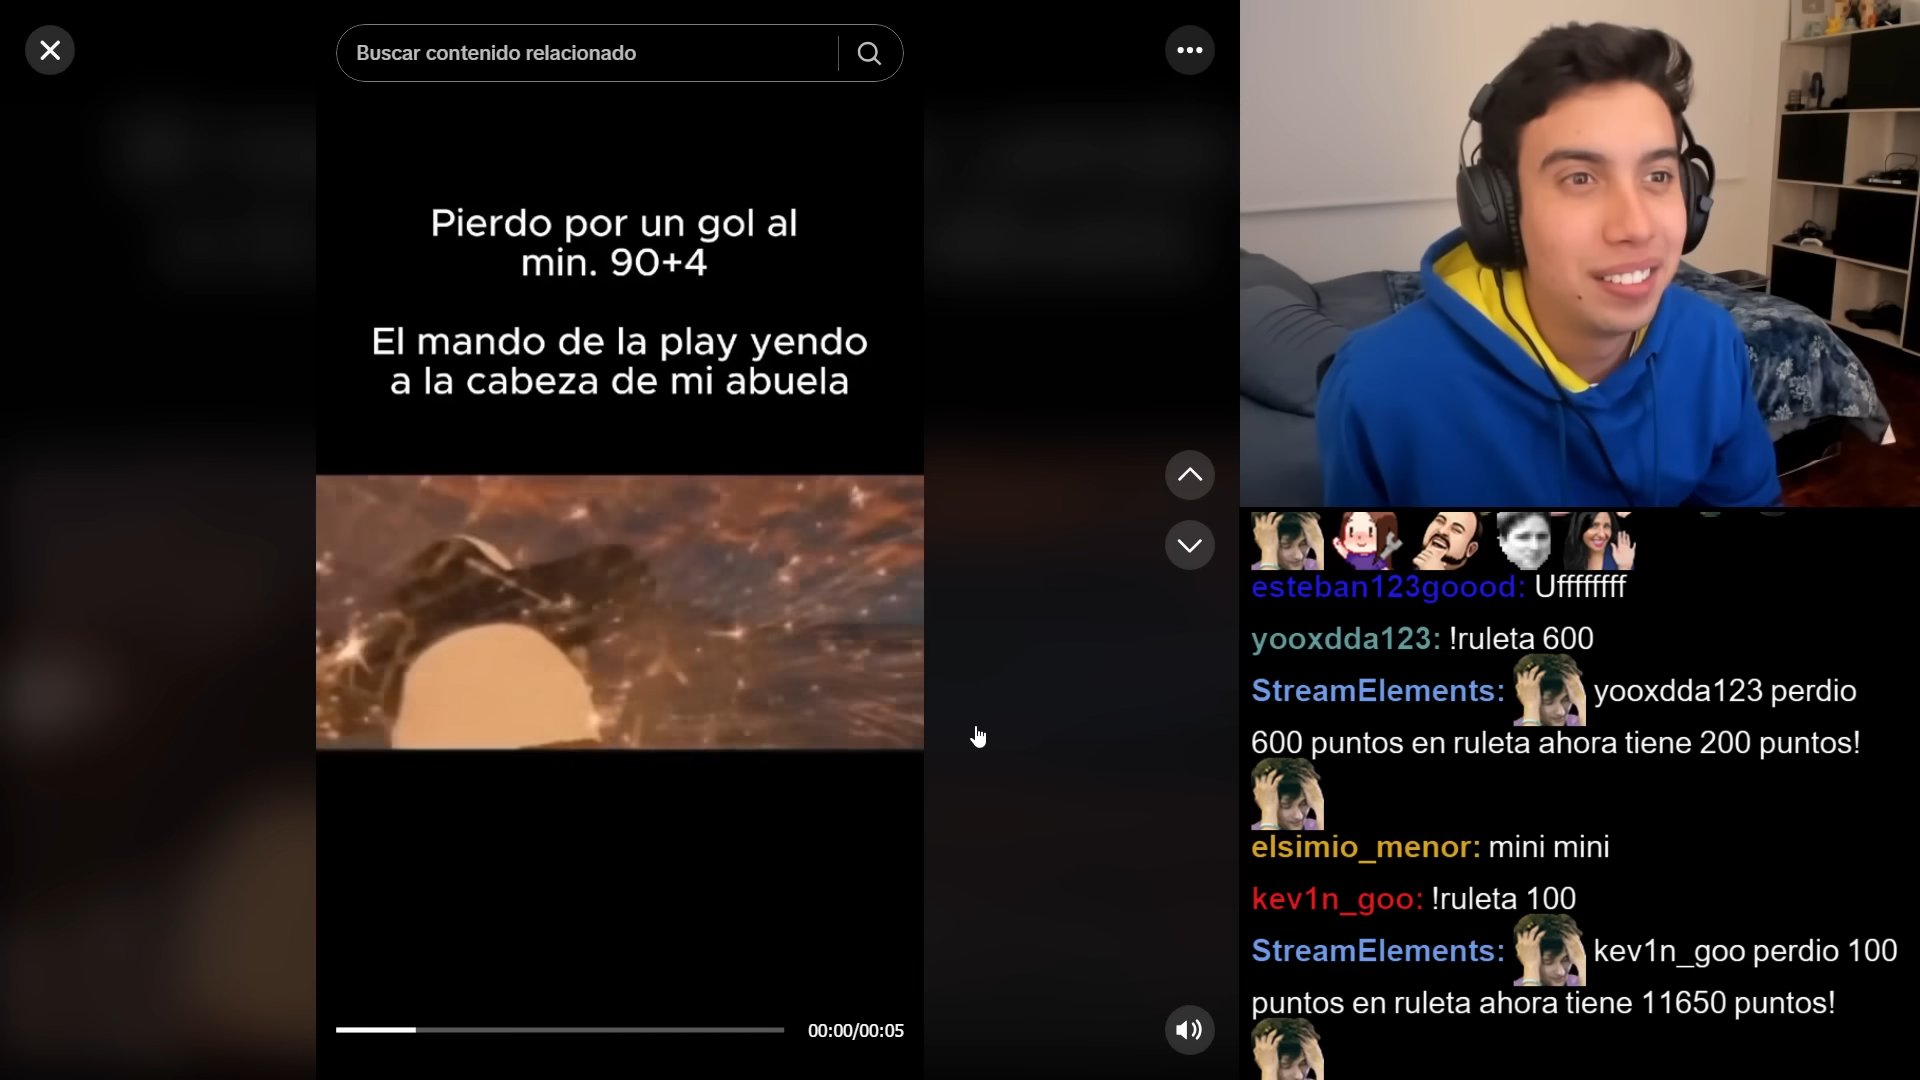 Buscar contenido relacionado
Pierdo por un gol al
min. 90+4
El mando de la play yendo
a la cabeza de mi abuela
00:00/00:05
esteban123goood: Uffffffff
yooxdda123: !ruleta 600
StreamElements: yooxdda123 perdio
600 puntos en ruleta ahora tiene 200 puntos!
elsimio_menor: mini mini
kev1n_goo: !ruleta 100
StreamElements: kev1n_goo perdio 100
puntos en ruleta ahora tiene 11650 puntos!